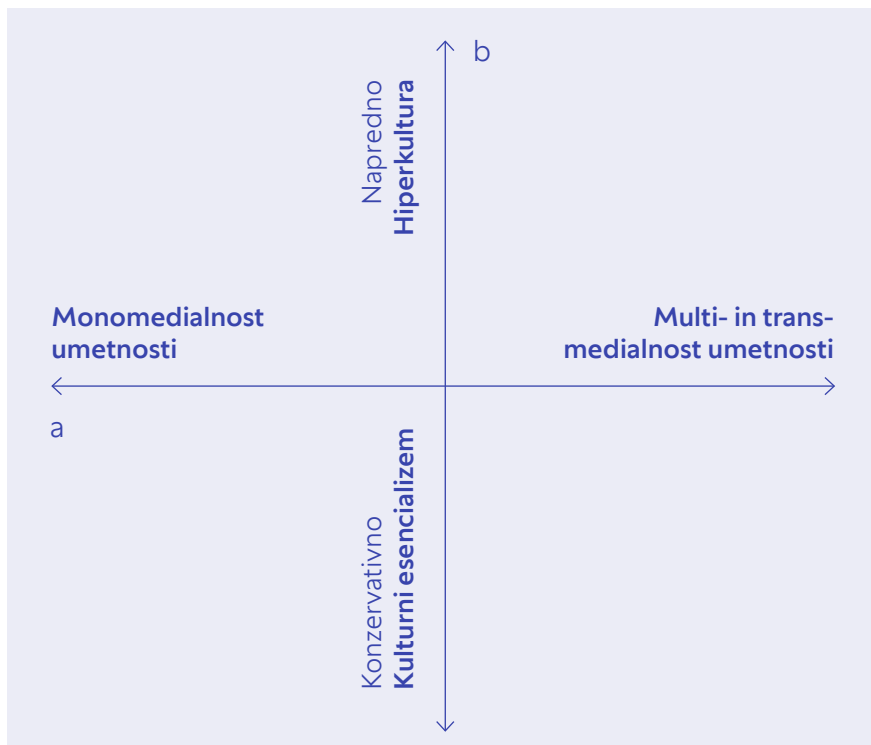 b
Napredno
Hiperkultura
Monomedialnost
umetnosti
Multi- in trans-
medialnost umetnosti
a
Konzervativno
Kulturni esencializem